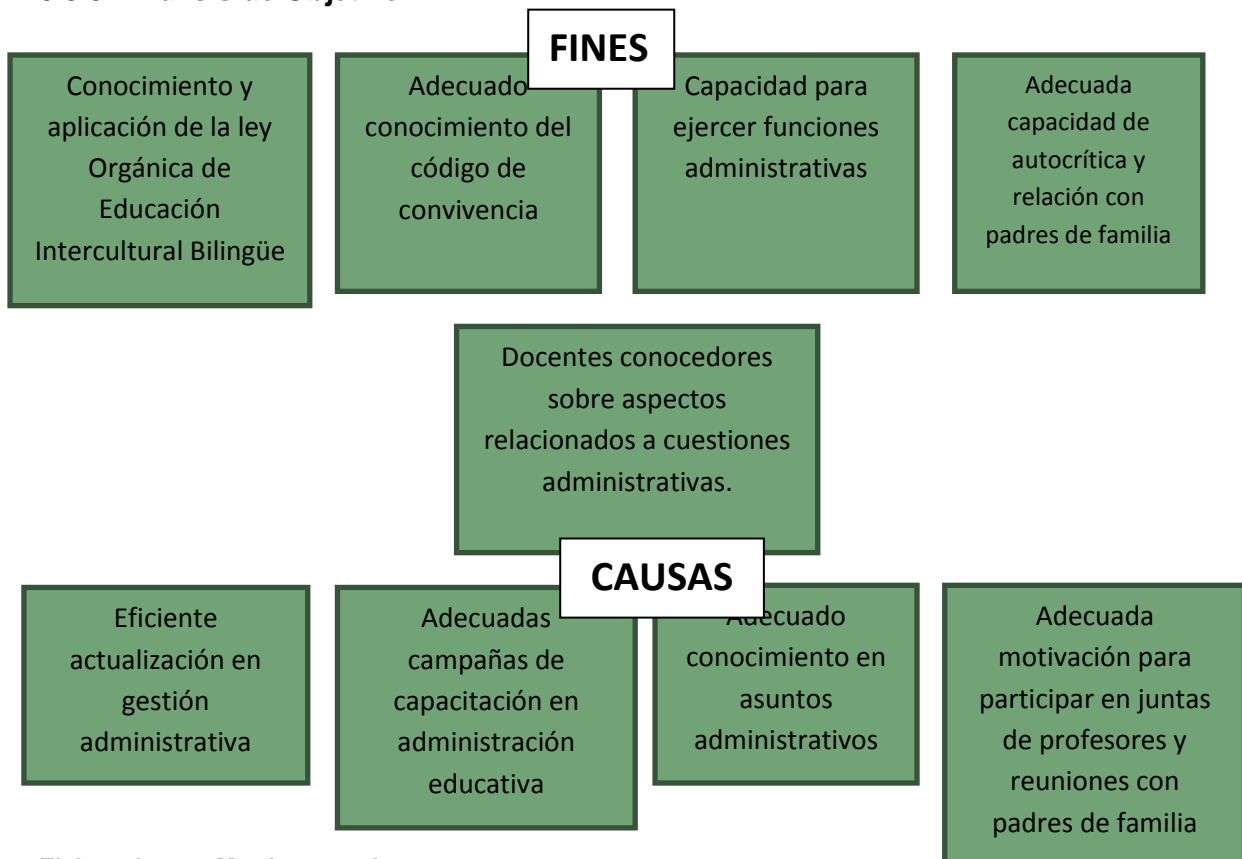 FINES
Conocimiento y
aplicación de la ley
Orgánica de
Educación
Intercultural Bilingüe
Adecuado
conocimiento del
código de
convivencia
Capacidad para
ejercer funciones
administrativas
Adecuada
capacidad de
autocrítica y
relación con
padres de familia
Docentes conocedores
sobre aspectos
relacionados a cuestiones
administrativas.
CAUSAS
Eficiente
actualización en
gestión
administrativa
Adecuadas
campañas de
capacitación en
administración
educativa
Adecuado
conocimiento en
asuntos
administrativos
Adecuada
motivación para
participar en juntas
de profesores y
reuniones con
padres de familia